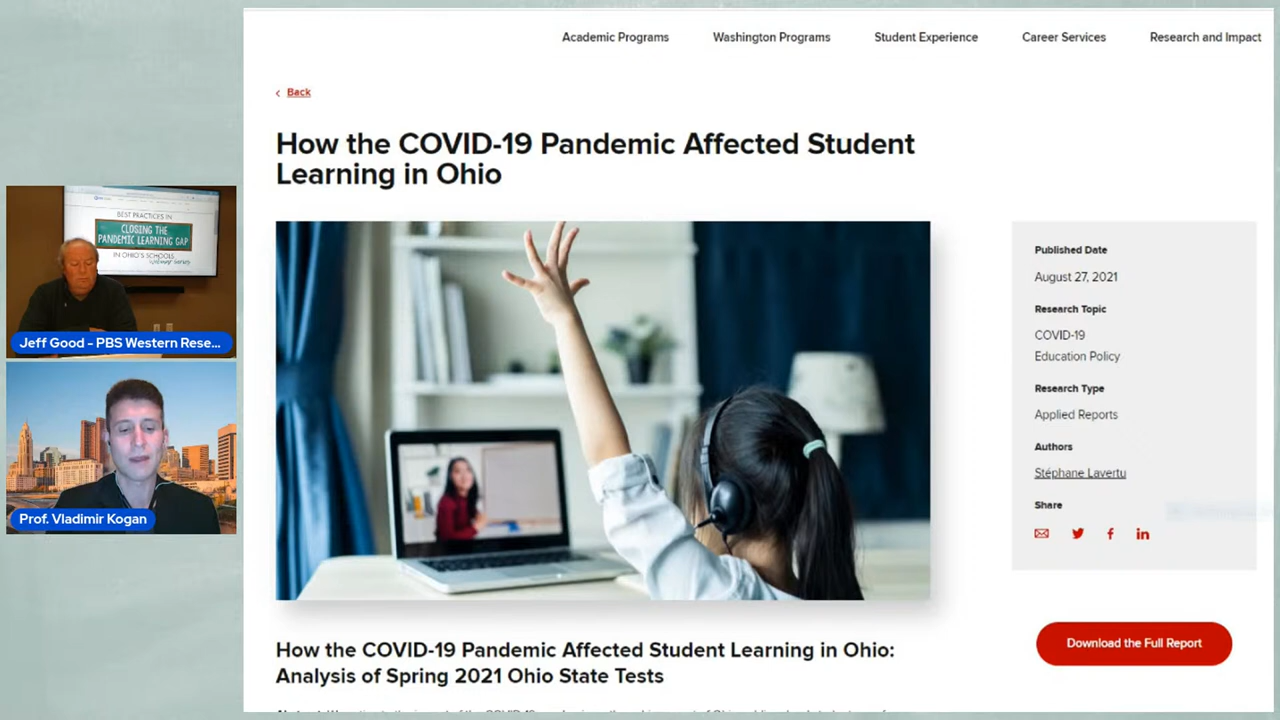 Academic Programs
Washington Programs
Student Experience
Career Services
Research and Impact
Back
How the COVID-19 Pandemic Affected Student
Learning in Ohio
BEST PRACTICES IN
CLOSING THE
PANDEMIC LEARNING GAP
IN OHIO'S SCHOOLS
Jeff Good - PBS Western Rese...
Prof. Vladimir Kogan
Published Date
August 27, 2021
Research Topic
COVID-19
Education Policy
Research Type
Applied Reports
Authors
Stéphane Lavertu
Share
Download the Full Report
How the COVID-19 Pandemic Affected Student Learning in Ohio:
Analysis of Spring 2021 Ohio State Tests